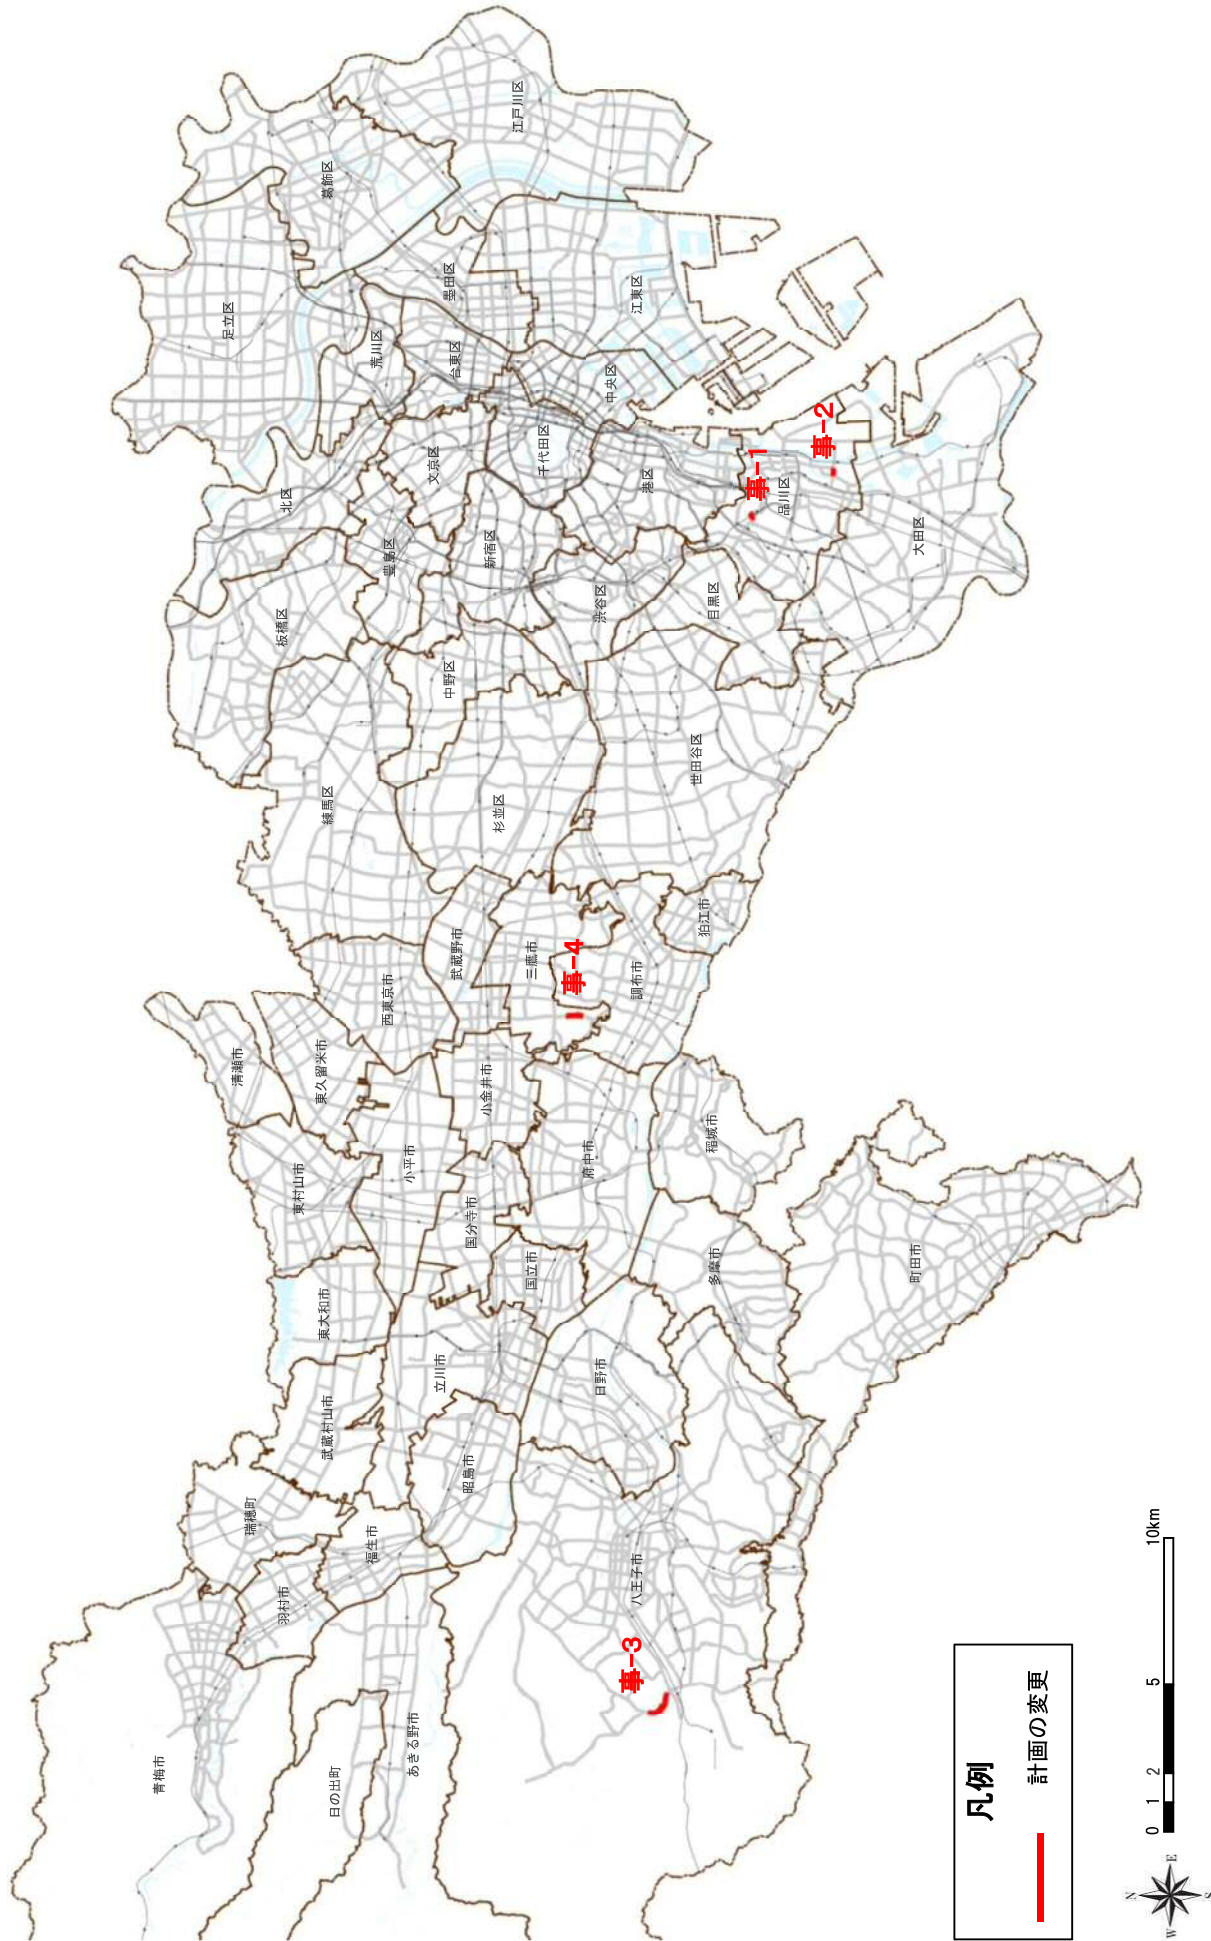 足立区
葛飾区
江戸川区
荒川区
墨田区
台東区
江東区
中央区
北区
文京区
千代田区
板橋区
豊島区
新宿区
港区
事-1
事-2
品川区
渋谷区
目黒区
大田区
練馬区
中野区
杉並区
世田谷区
清瀬市
東久留米市
西東京市
武蔵野市
三鷹市
事-4
調布市
狛江市
東村山市
小平市
小金井市
国分寺市
府中市
稲城市
東大和市
国立市
多摩市
町田市
武蔵村山市
立川市
昭島市
日野市
瑞穂町
福生市
羽村市
八王子市
事-3
青梅市
日の出町
あきる野市
凡例
計画の変更
0 1 2 5 10km
N
W E
S